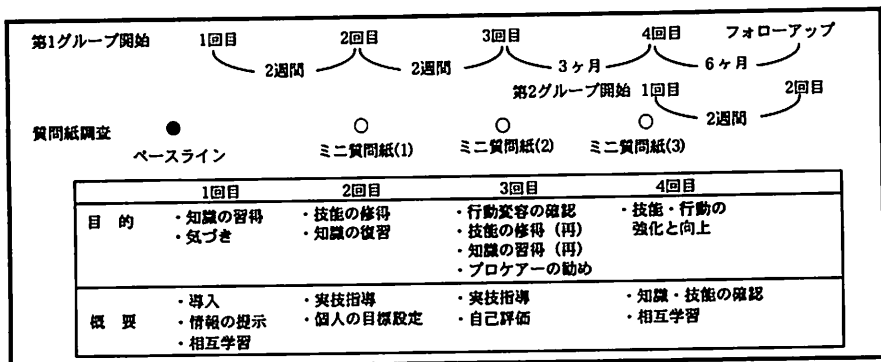 第1グループ開始 1回目 2回目 3回目 4回目 フォローアップ
2週間 2週間 3ヶ月 6ヶ月
第2グループ開始 1回目 2回目
2週間
質問紙調査
ベースライン ミニ質問紙(1) ミニ質問紙(2) ミニ質問紙(3)
1回目 2回目 3回目 4回目
目 的 ・知識の習得 ・技能の修得 ・行動変容の確認 ・技能・行動の
・気づき ・知識の復習 ・技能の修得（再） 強化と向上
・知識の習得（再）
・プロケアーの勧め
概 要 ・導入 ・実技指導 ・実技指導 ・知識・技能の確認
・情報の提示 ・個人の目標設定 ・自己評価 ・相互学習
・相互学習